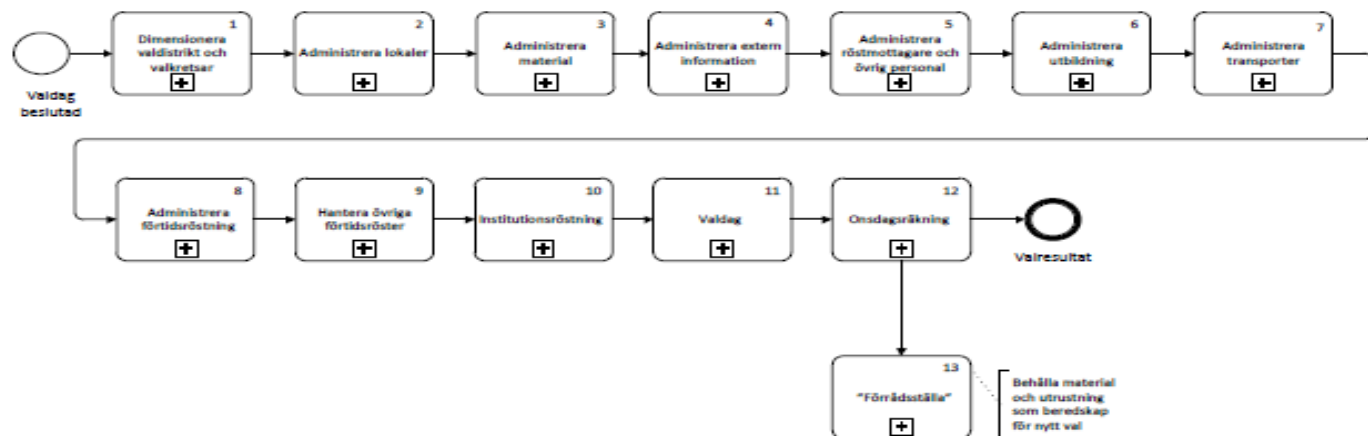 Valdag
beslutad
1
Dimensionera
valdistrikt och
valkretsar
2
Administrera lokaler
3
Administrera
material
4
Administrera extern
information
5
Administrera
röstmottagare och
övrig personal
6
Administrera
utbildning
7
Administrera
transporter
8
Administrera
förtidsröstning
9
Hantera övriga
förtidsröster
10
Institutionsröstning
11
Valdag
12
Onsdagsräkning
Valresultat
13
"Förrådsställa"
Behålla material
och utrustning
som beredskap
för nytt val